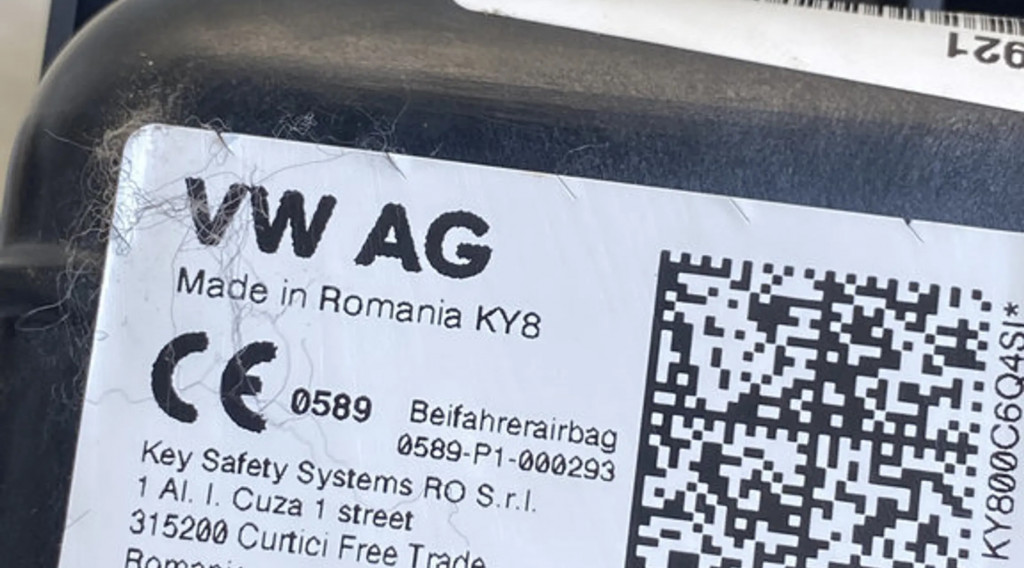 921
VW AG
Made in Romania KY8
CE 0589 Beifahrerairbag
0589-P1-000293
Key Safety Systems RO S.r.l.
1 Al. I. Cuza 1 street
315200 Curtici Free Trade
KY800C6Q4SI*